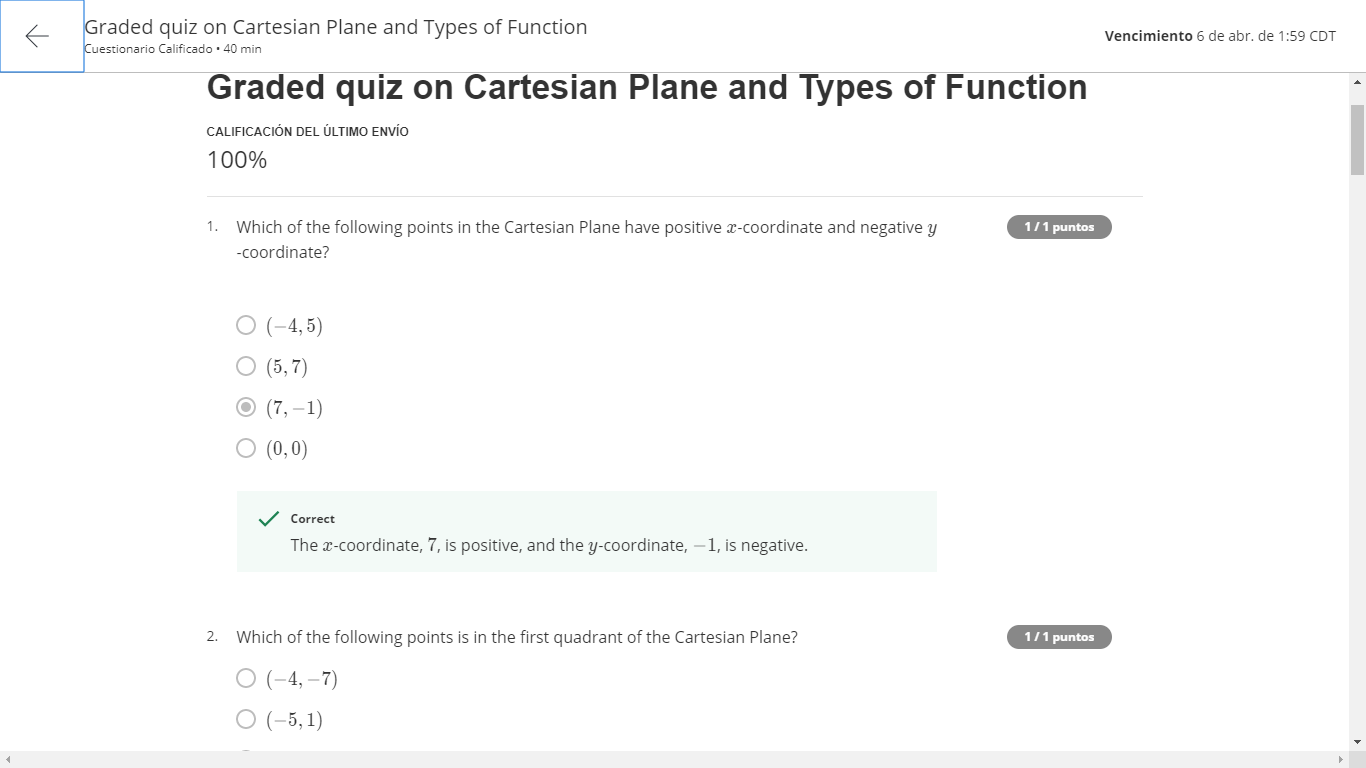 Graded quiz on Cartesian Plane and Types of Function
Cuestionario Calificado • 40 min
Vencimiento 6 de abr. de 1:59 CDT
Graded quiz on Cartesian Plane and Types of Function
CALIFICACIÓN DEL ÚLTIMO ENVÍO
100%
1. Which of the following points in the Cartesian Plane have positive x-coordinate and negative y
-coordinate?
1 / 1 puntos
(−4, 5)
(5, 7)
(7, −1)
(0, 0)
Correct
The x-coordinate, 7, is positive, and the y-coordinate, −1, is negative.
2. Which of the following points is in the first quadrant of the Cartesian Plane?
1 / 1 puntos
(−4, −7)
(−5, 1)